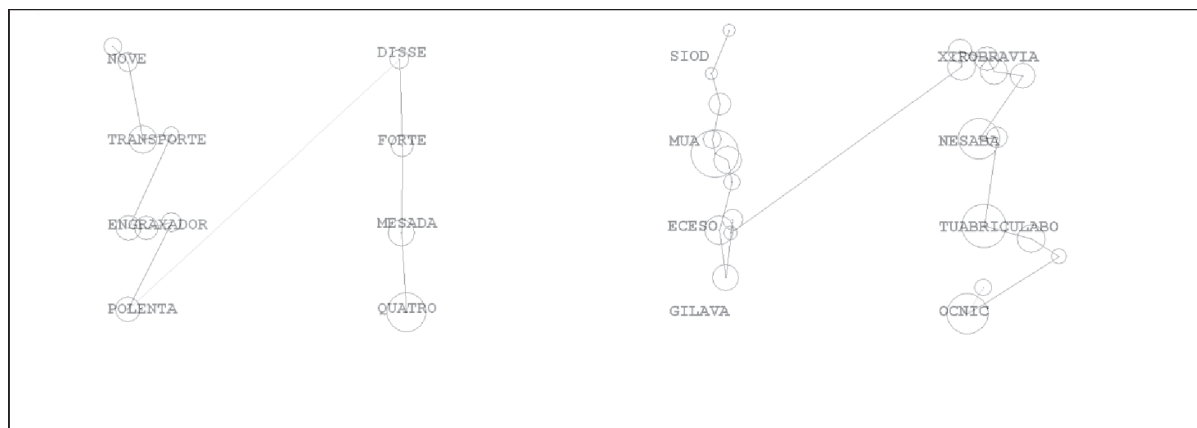 NOVE
TRANSPORTE
ENGRAXADOR
POLENTA
DISSE
FORTE
MESADA
QUATRO
SIOD
MUA
ECESO
GILAVA
XIROBRAVIA
NESABA
TUABRICULABO
OCNIC